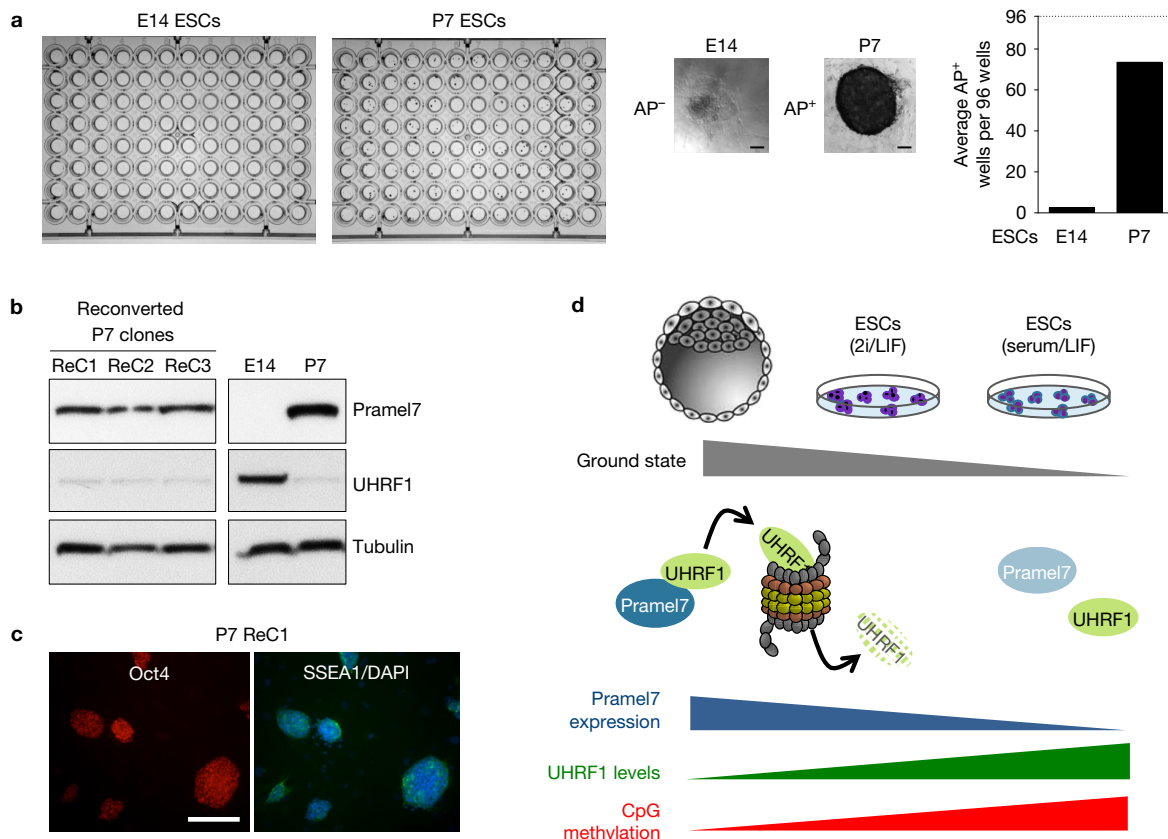 a
E14 ESCs
P7 ESCs
E14
P7
AP⁻
AP⁺
Average AP⁺
wells per 96 wells
96
80
60
40
20
0
ESCs
E14
P7
b
Reconverted
P7 clones
ReC1 ReC2 ReC3
E14
P7
Pramel7
UHRF1
Tubulin
c
P7 ReC1
Oct4
SSEA1/DAPI
d
ESCs
(2i/LIF)
ESCs
(serum/LIF)
Ground state
UHRF1
Pramel7
UHRF1
UHRF1
Pramel7
UHRF1
Pramel7
expression
UHRF1 levels
CpG
methylation